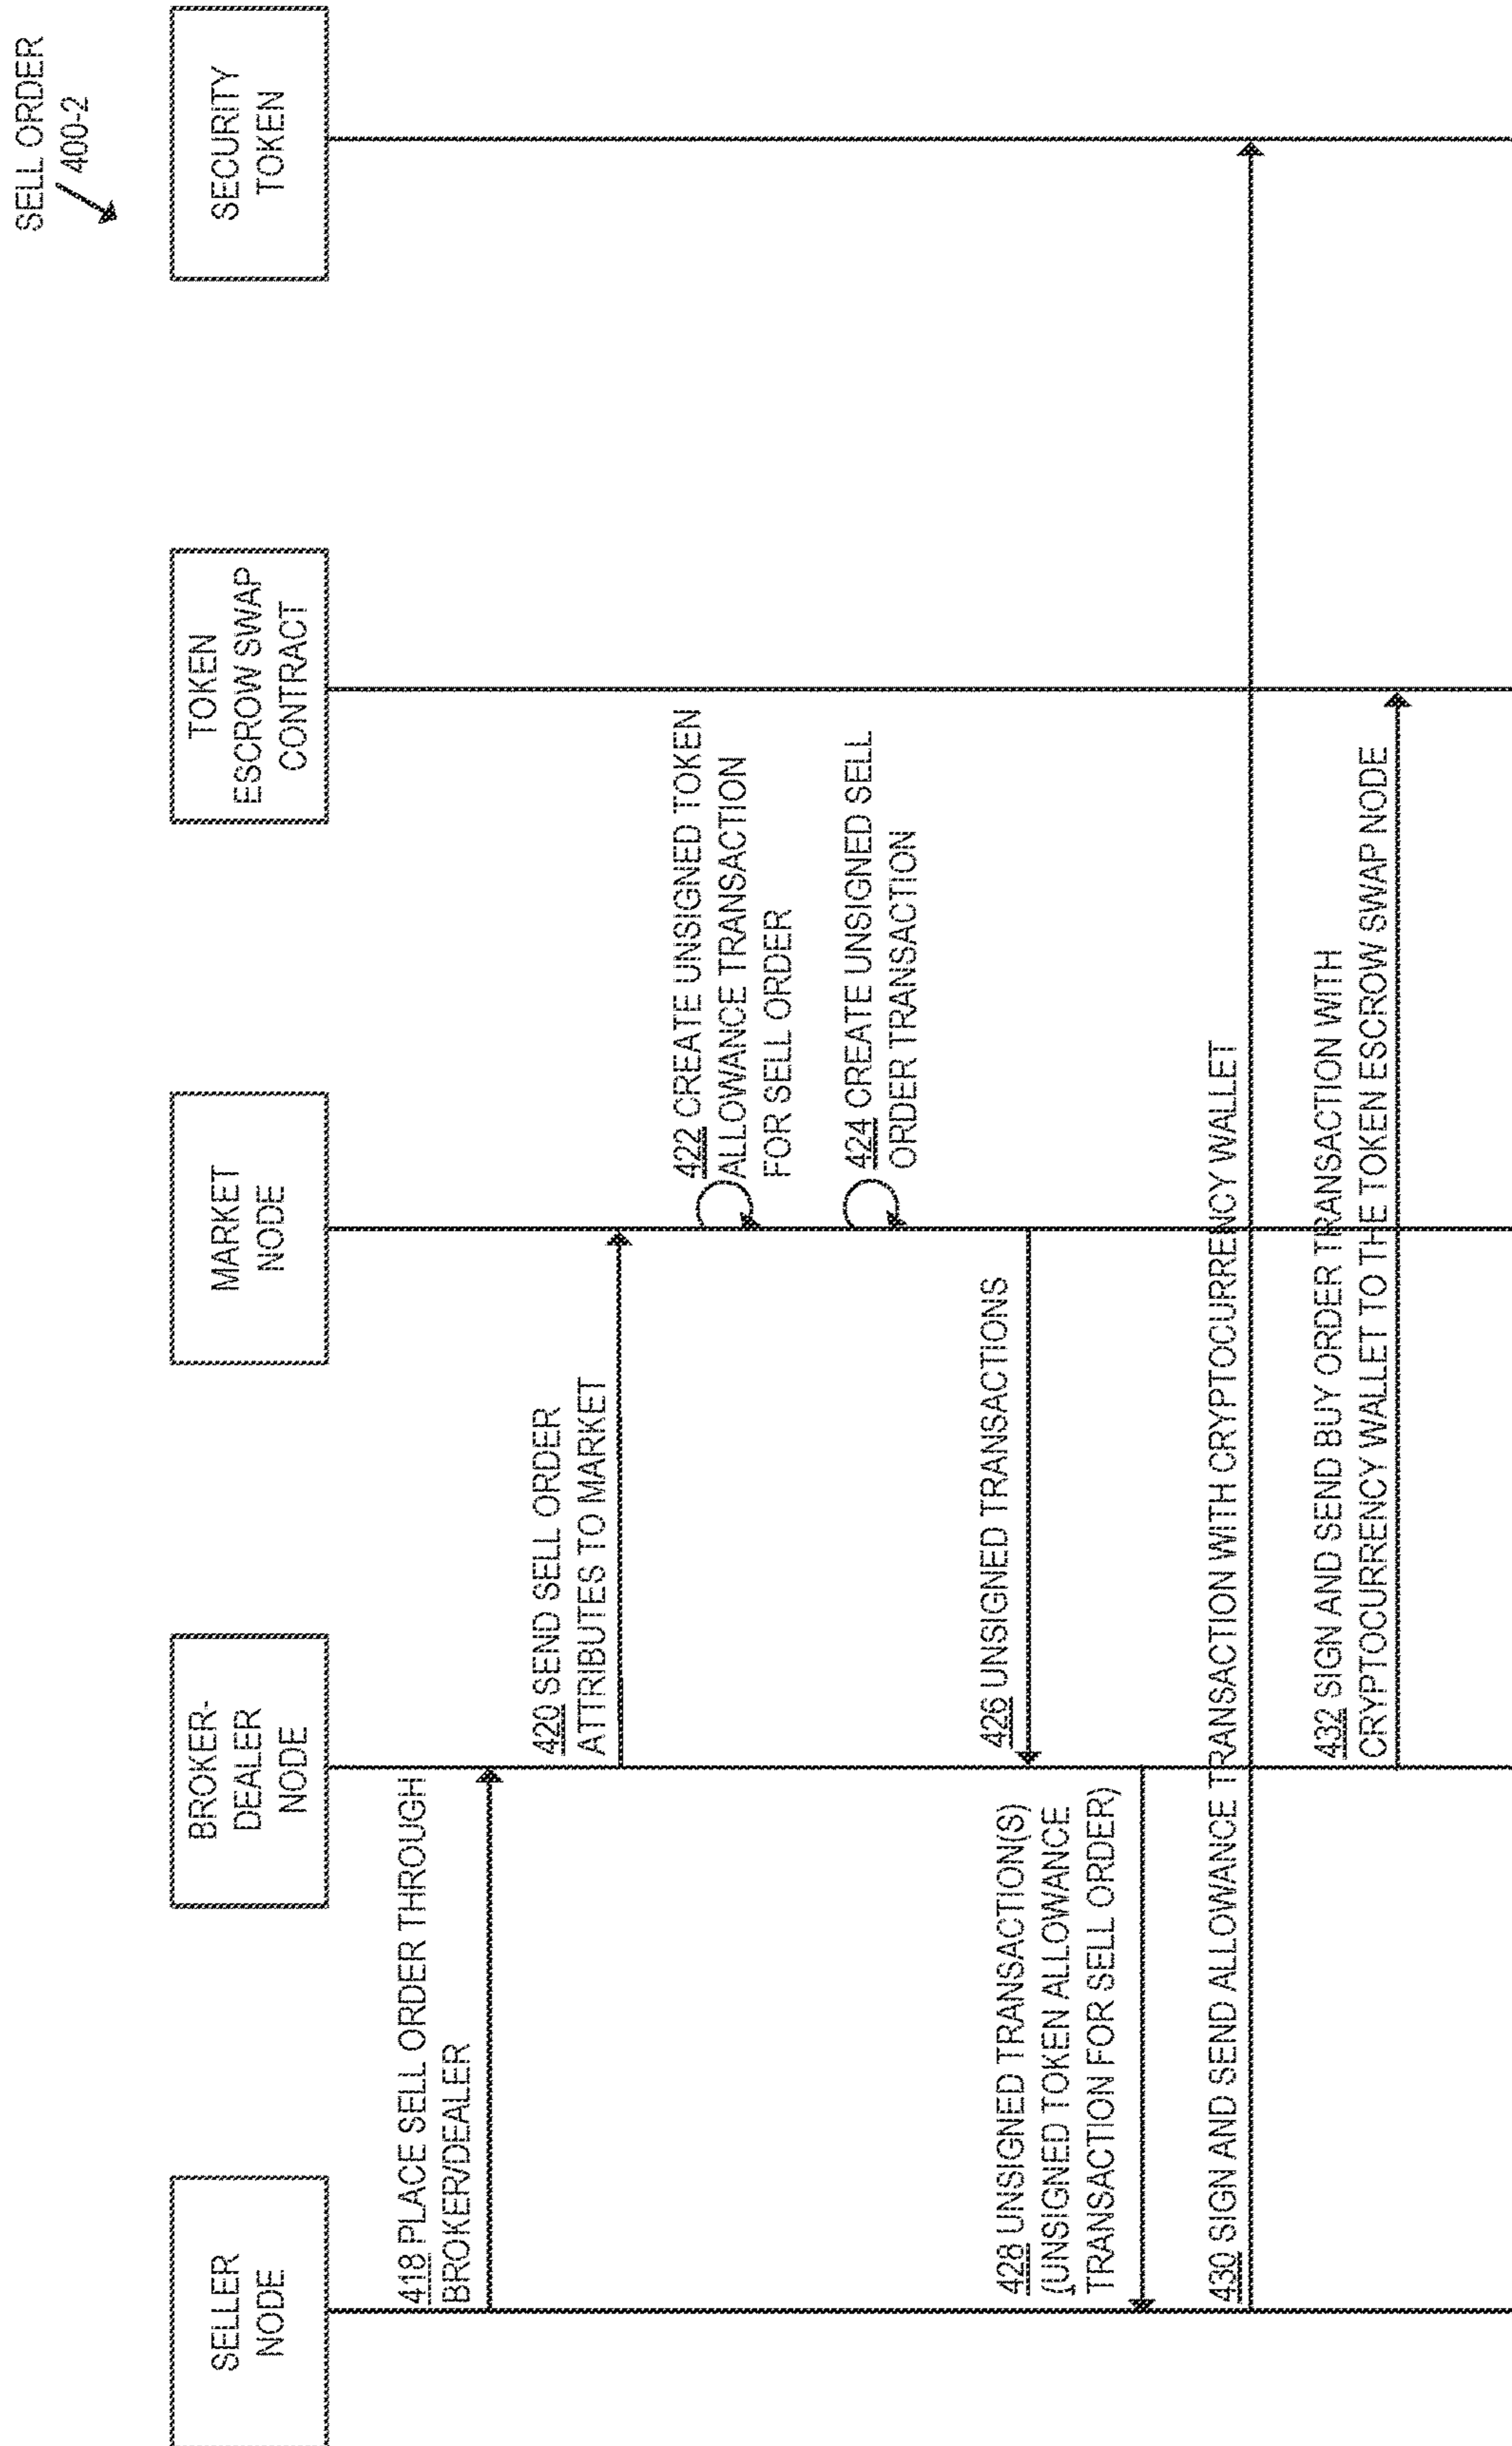 SELL ORDER
400-2
SELLER
NODE
BROKER-
DEALER
NODE
MARKET
NODE
TOKEN
ESCROW SWAP
CONTRACT
SECURITY
TOKEN
418 PLACE SELL ORDER THROUGH
BROKER/DEALER
420 SEND SELL ORDER
ATTRIBUTES TO MARKET
422 CREATE UNSIGNED TOKEN
ALLOWANCE TRANSACTION
FOR SELL ORDER
424 CREATE UNSIGNED SELL
ORDER TRANSACTION
426 UNSIGNED TRANSACTIONS
428 UNSIGNED TRANSACTION(S)
(UNSIGNED TOKEN ALLOWANCE
TRANSACTION FOR SELL ORDER)
430 SIGN AND SEND ALLOWANCE TRANSACTION WITH CRYPTOCURRENCY WALLET
432 SIGN AND SEND BUY ORDER TRANSACTION WITH
CRYPTOCURRENCY WALLET TO THE TOKEN ESCROW SWAP NODE